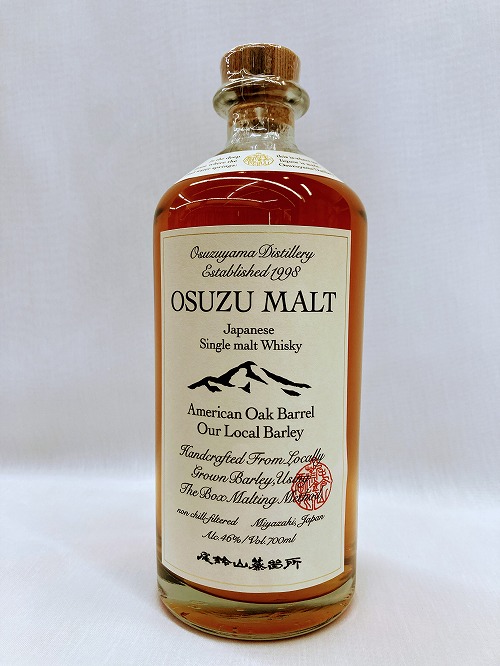 this is
Osuzuyama Distillery
Established 1998
OSUZU MALT
Japanese
Single malt Whisky
American Oak Barrel
Our Local Barley
Handcrafted From Locally
Grown Barley, Using
The Box Malting Method
non chill-filtered Miyazaki, Japan
Alc.46%/Vol.700ml
尾鈴山蒸留所